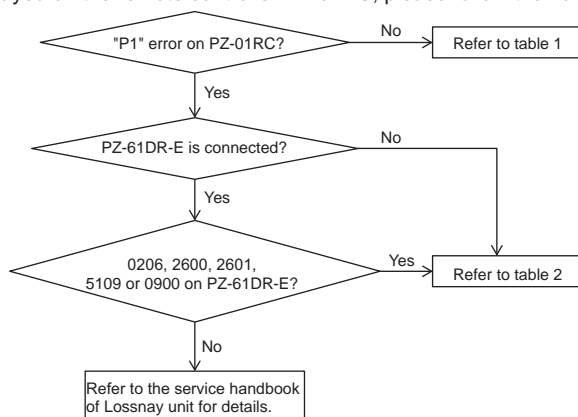 "P1" error on PZ-01RC?
No
Refer to table 1
Yes
PZ-61DR-E is connected?
No
Yes
0206, 2600, 2601,
5109 or 0900 on PZ-61DR-E?
Yes
Refer to table 2
No
Refer to the service handbook
of Lossnay unit for details.